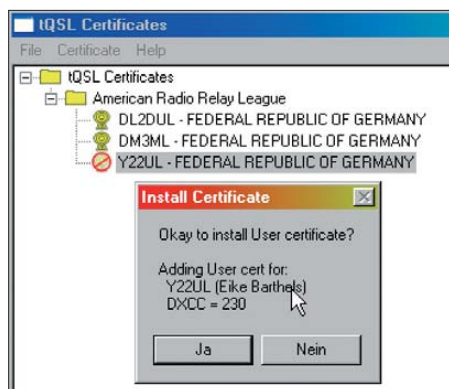 tQSL Certificates
File Certificate Help
tQSL Certificates
American Radio Relay League
DL2DUL - FEDERAL REPUBLIC OF GERMANY
DM3ML - FEDERAL REPUBLIC OF GERMANY
Y22UL - FEDERAL REPUBLIC OF GERMANY
Install Certificate
Okay to install User certificate?
Adding User cert for:
Y22UL (Eike Barthels)
DXCC = 230
Ja Nein